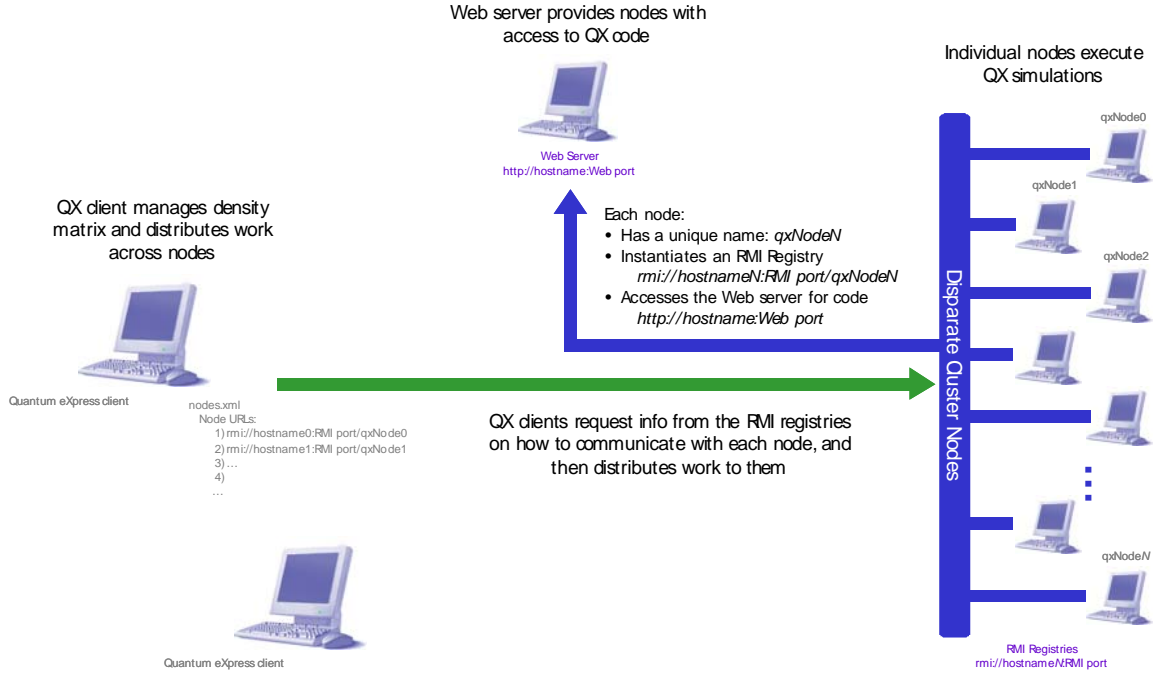 Web server provides nodes with
access to QX code
Individual nodes execute
QX simulations
qxNode0
Web Server
http://hostname:Web port
qxNode1
QX client manages density
matrix and distributes work
across nodes
Each node:
• Has a unique name: qxNodeN
• Instantiates an RMI Registry
rmi://hostnameN:RMI port/qxNodeN
• Accesses the Web server for code
http://hostname:Web port
qxNode2
Disparate Cluster Nodes
Quantum eXpress client
nodes.xml
Node URLs:
1) rmi://hostname0:RMI port/qxNode0
2) rmi://hostname1:RMI port/qxNode1
3) ...
4)
...
QX clients request info from the RMI registries
on how to communicate with each node, and
then distributes work to them
qxNodeN
Quantum eXpress client
RMI Registries
rmi://hostnameN:RMI port